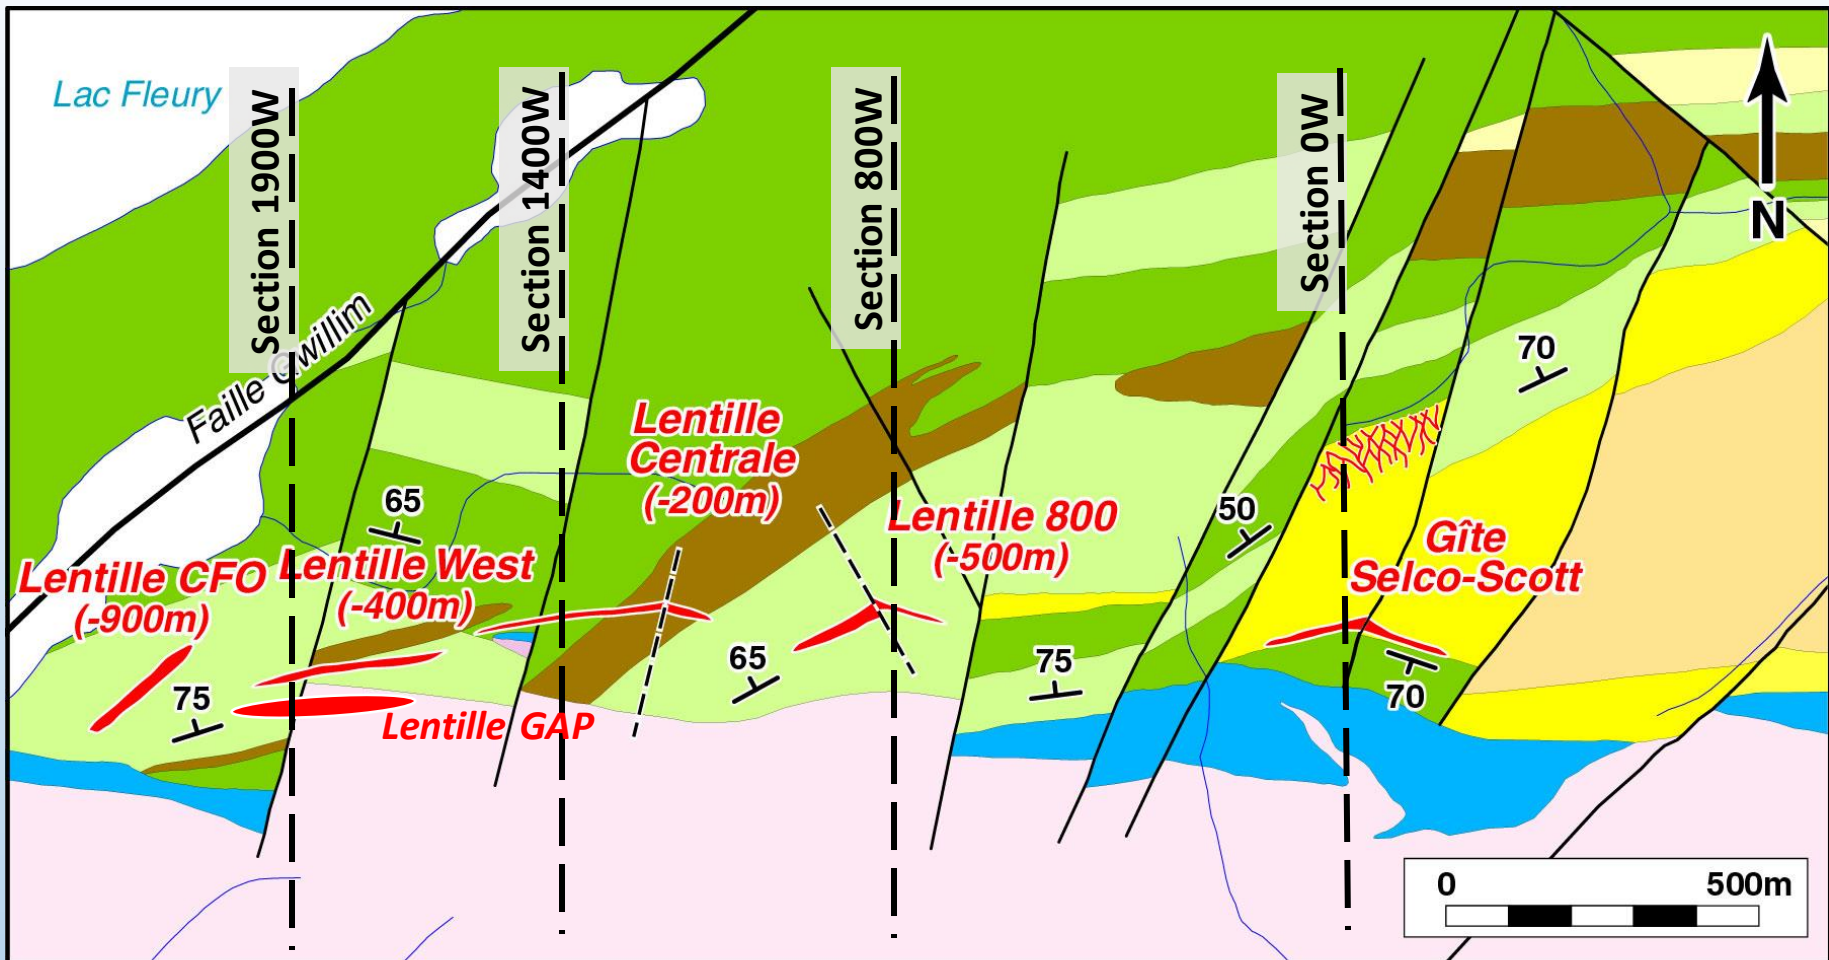 Lac Fleury
Section 1900W
Section 1400W
Section 800W
Section 0W
N
Faille Gwillim
70
Lentille
Centrale
(-200m)
65
Lentille 800
(-500m)
50
Gîte
Selco-Scott
Lentille CFO
(-900m)
Lentille West
(-400m)
65
75
75
70
Lentille GAP
0 500m